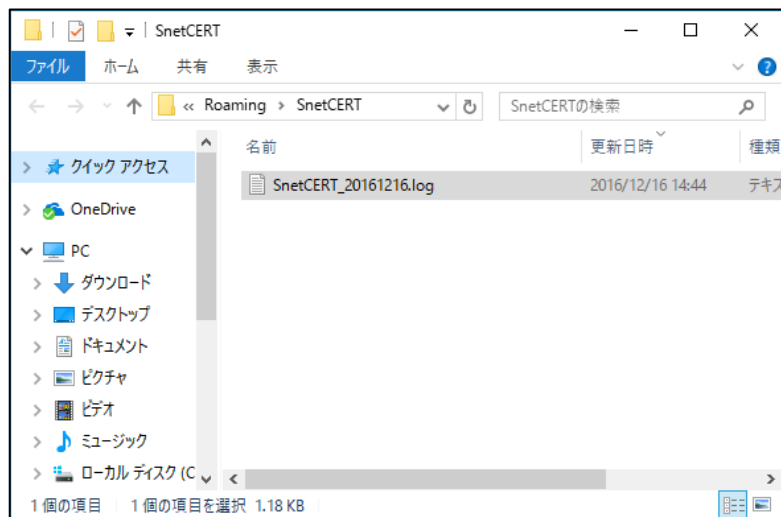 SnetCERT
ファイル ホーム 共有 表示
« Roaming > SnetCERT SnetCERTの検索
名前 更新日時 種類
クイック アクセス
SnetCERT_20161216.log 2016/12/16 14:44 テキス
OneDrive
PC
ダウンロード
デスクトップ
ドキュメント
ピクチャ
ビデオ
ミュージック
ローカル ディスク (C
1 個の項目 1 個の項目を選択 1.18 KB